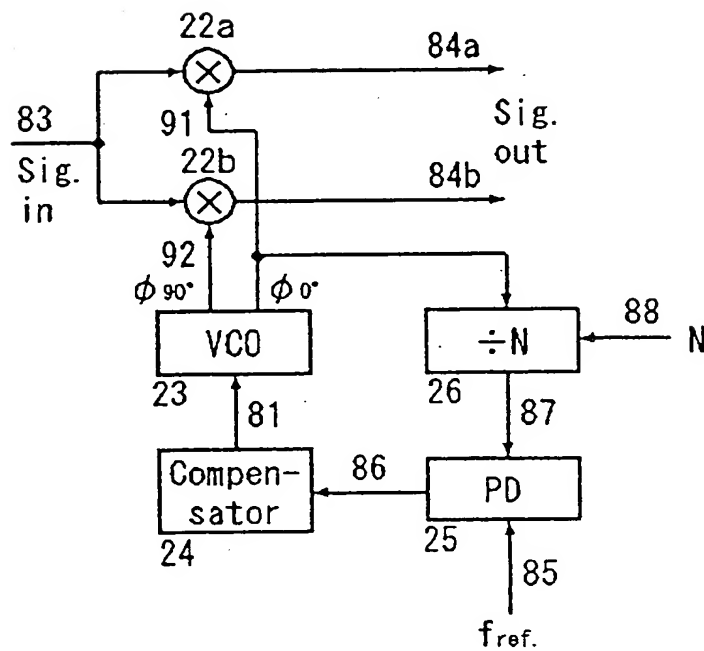 22a
84a
83
91
Sig.
out
Sig.
in
22b
84b
92
φ90°
φ0°
VCO
÷N
88
N
23
81
26
87
Compen-
sator
86
PD
24
25
85
fref.